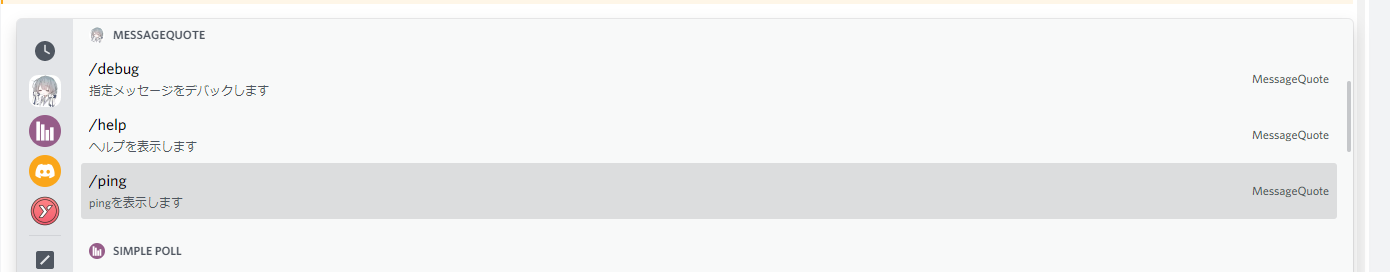 MESSAGEQUOTE
/debug
指定メッセージをデバックします
MessageQuote
/help
ヘルプを表示します
MessageQuote
/ping
pingを表示します
MessageQuote
SIMPLE POLL